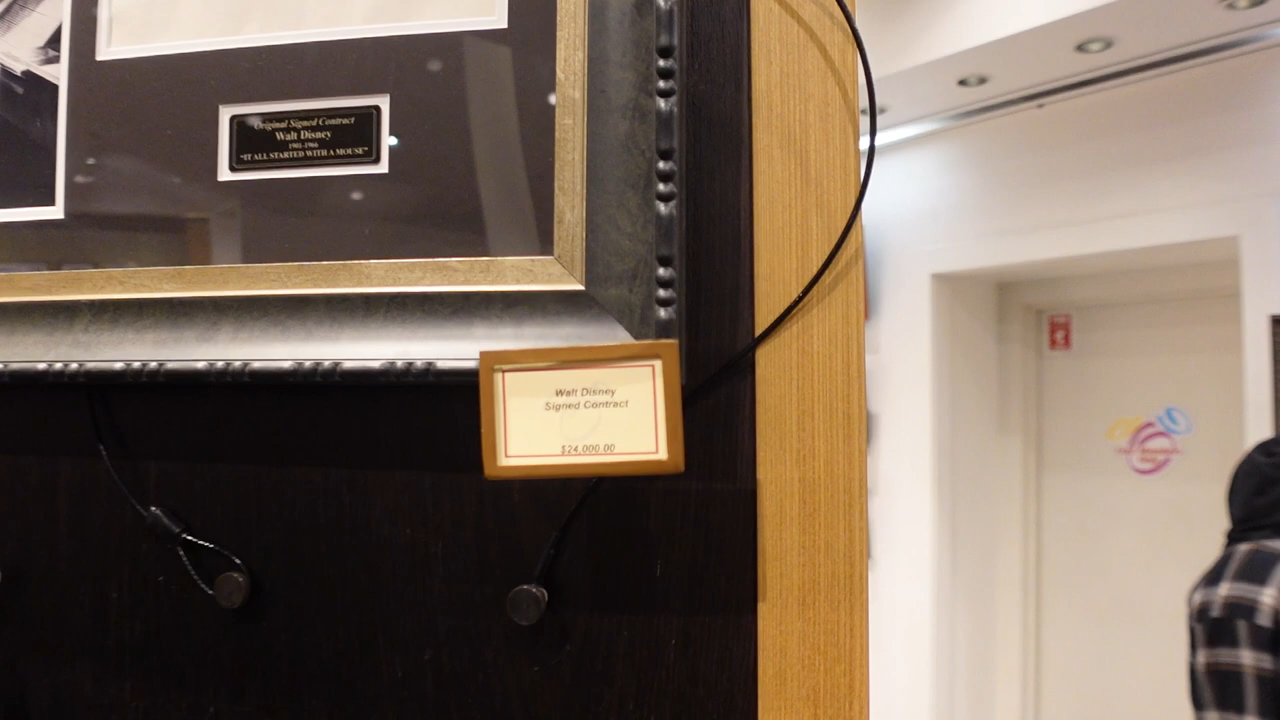 Original Signed Contract
Walt Disney
1901-1966
"IT ALL STARTED WITH A MOUSE"
Walt Disney
Signed Contract
$24,000.00